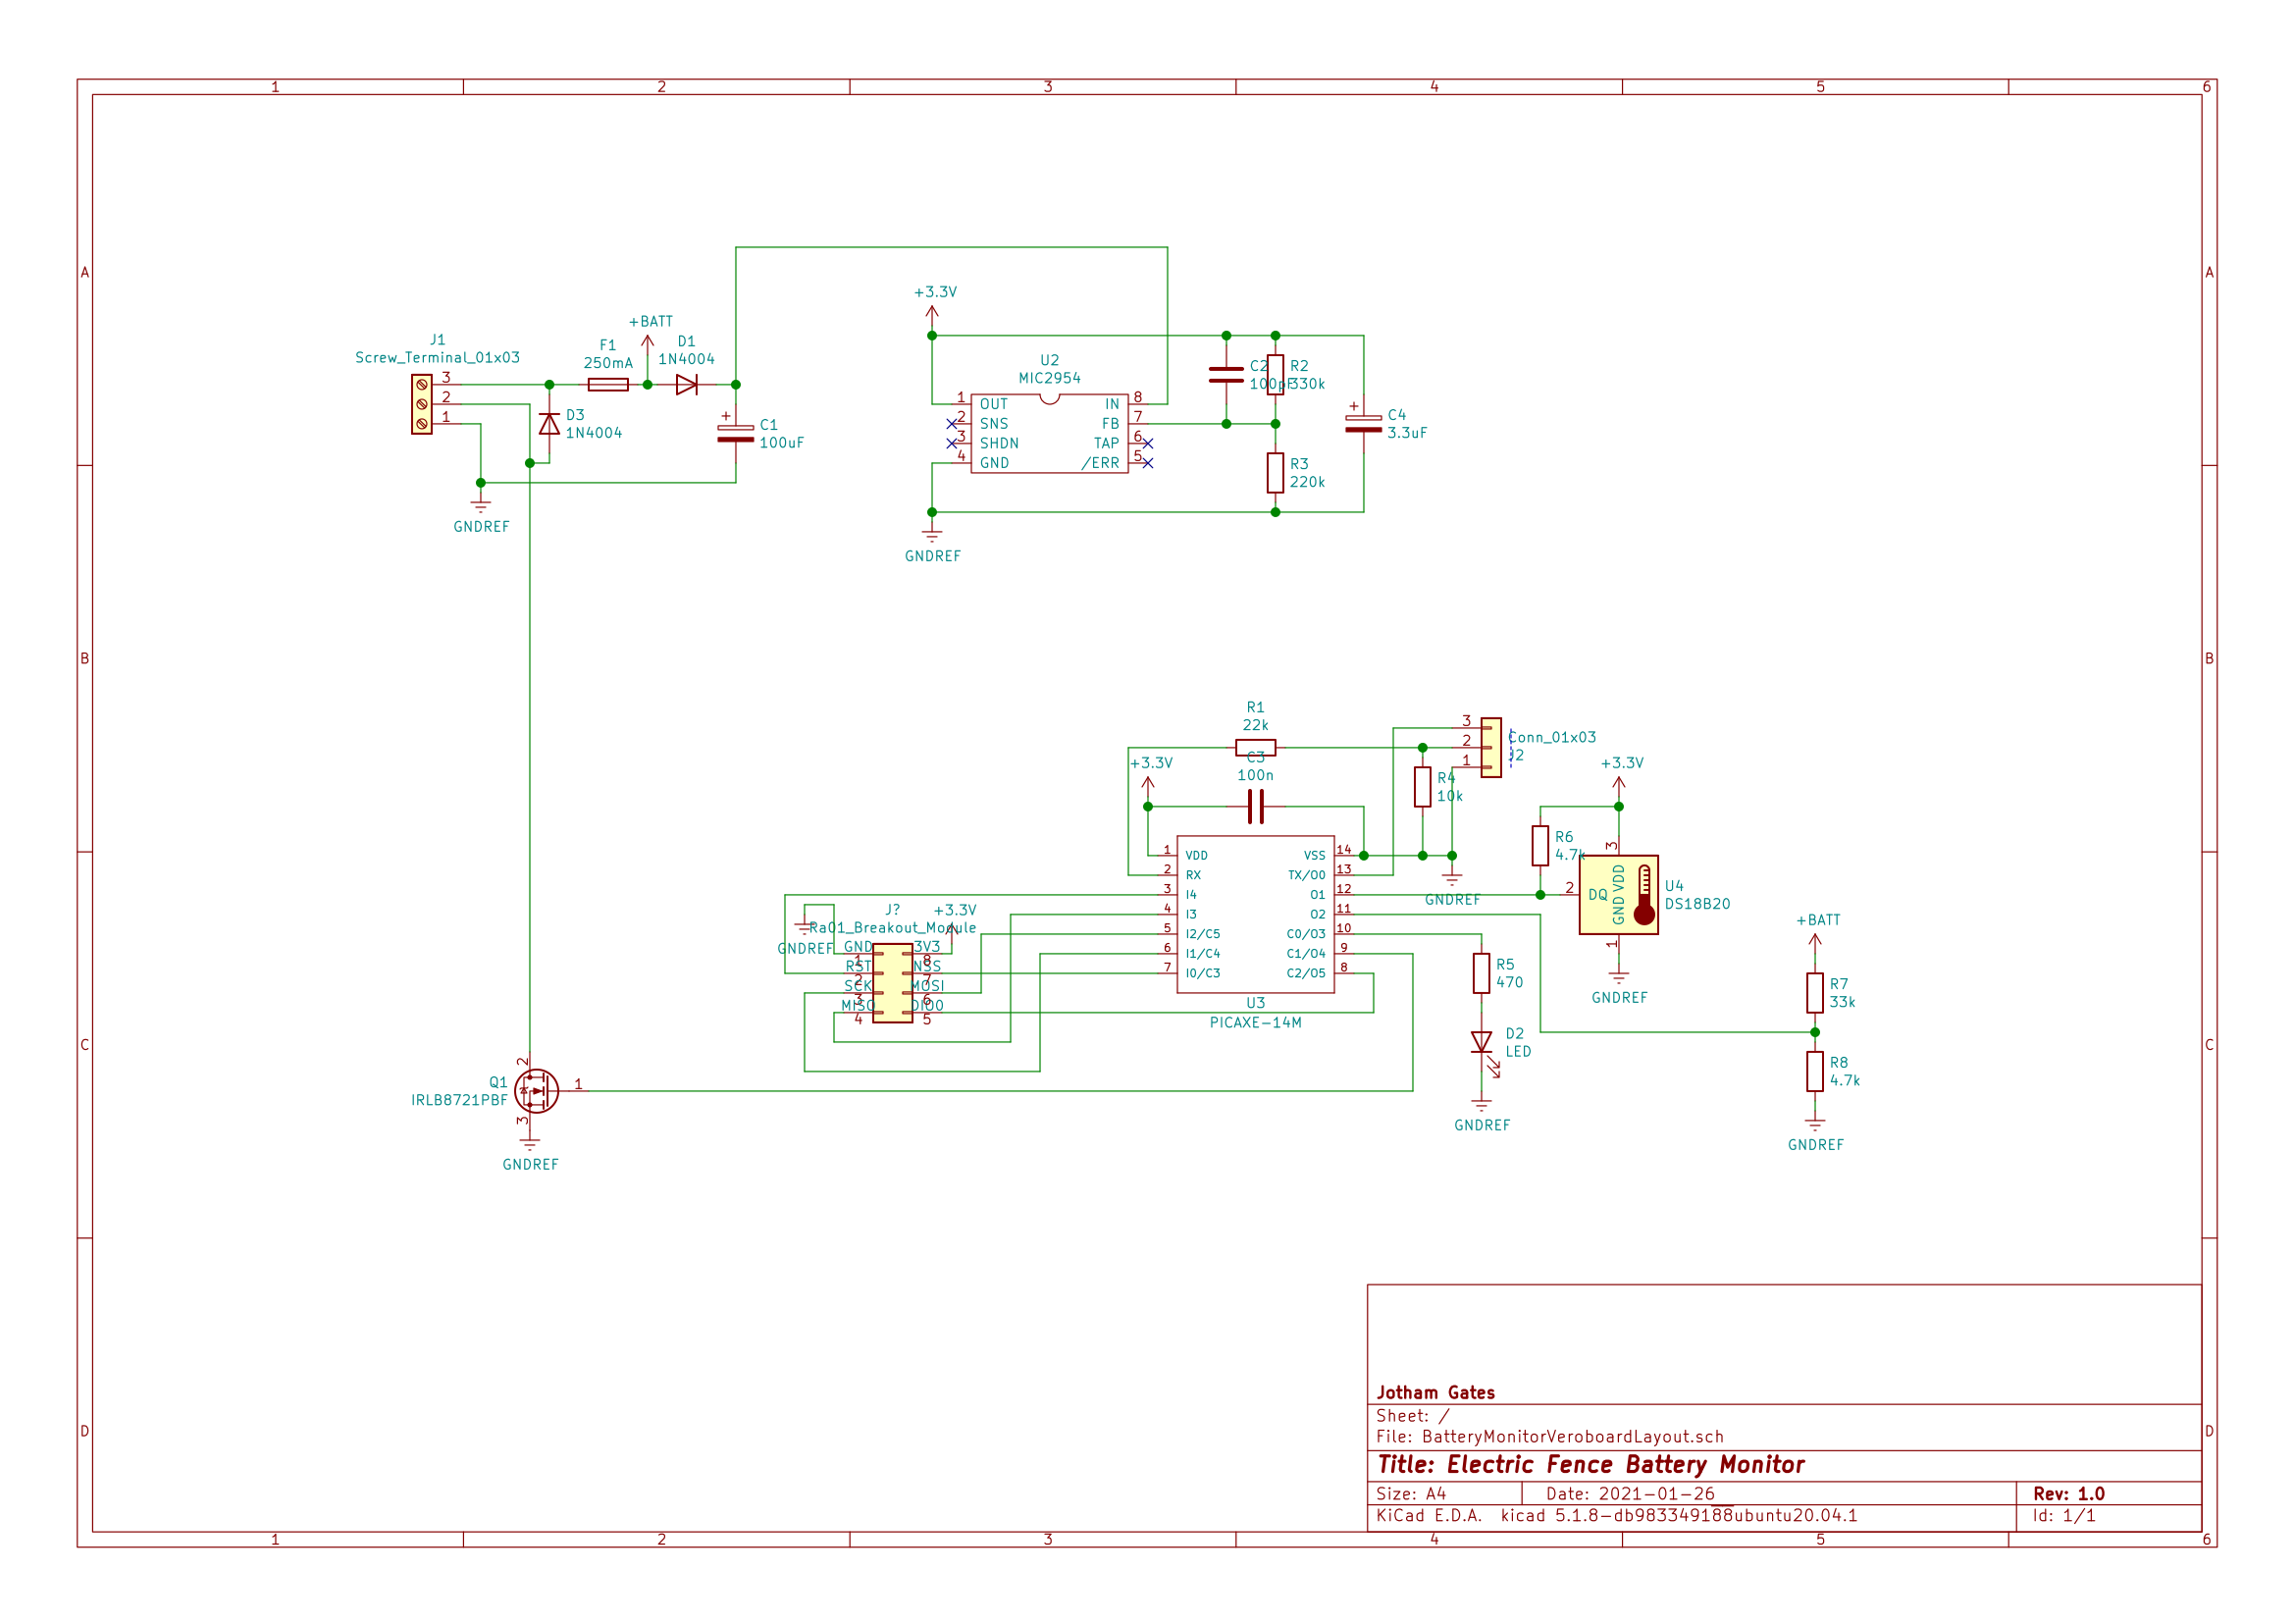 1 2 3 4 5 6
A A
+3.3V
+BATT
J1
Screw_Terminal_01x03
F1
250mA
D1
1N4004
3
2
1
D3
1N4004
+
C1
100uF
GNDREF
U2
MIC2954
1 OUT IN 8
2 SNS FB 7
3 SHDN TAP 6
4 GND /ERR 5
C2
100pF
R2
330k
R3
220k
+
C4
3.3uF
GNDREF
B B
R1
22k
C3
100n
+3.3V
3
2
1
Conn_01x03
J2
R4
10k
+3.3V
R6
4.7k
3
2 DQ
VDD
GND
1
U4
DS18B20
GNDREF
GNDREF
1 VDD VSS 14
2 RX TX/O0 13
3 I4 O1 12
4 I3 O2 11
5 I2/C5 C0/O3 10
6 I1/C4 C1/O4 9
7 I0/C3 C2/O5 8
U3
PICAXE-14M
J?
Ra01_Breakout_Module
+3.3V
GNDREF
GND 3V3
1 8
RST NSS
2 7
SCK MOSI
3 6
MISO DIO0
4 5
R5
470
D2
LED
GNDREF
+BATT
R7
33k
R8
4.7k
GNDREF
C C
2
Q1
IRLB8721PBF
1
3
GNDREF
D D
Jotham Gates
Sheet: /
File: BatteryMonitorVeroboardLayout.sch
Title: Electric Fence Battery Monitor
Size: A4 Date: 2021-01-26 Rev: 1.0
KiCad E.D.A. kicad 5.1.8-db983349188ubuntu20.04.1 Id: 1/1
1 2 3 4 5 6